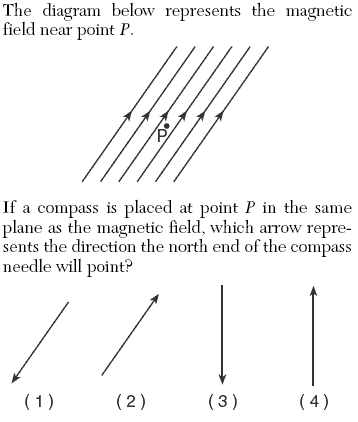 The diagram below represents the magnetic
field near point P.
P
If a compass is placed at point P in the same
plane as the magnetic field, which arrow repre-
sents the direction the north end of the compass
needle will point?
( 1 ) ( 2 ) ( 3 ) ( 4 )